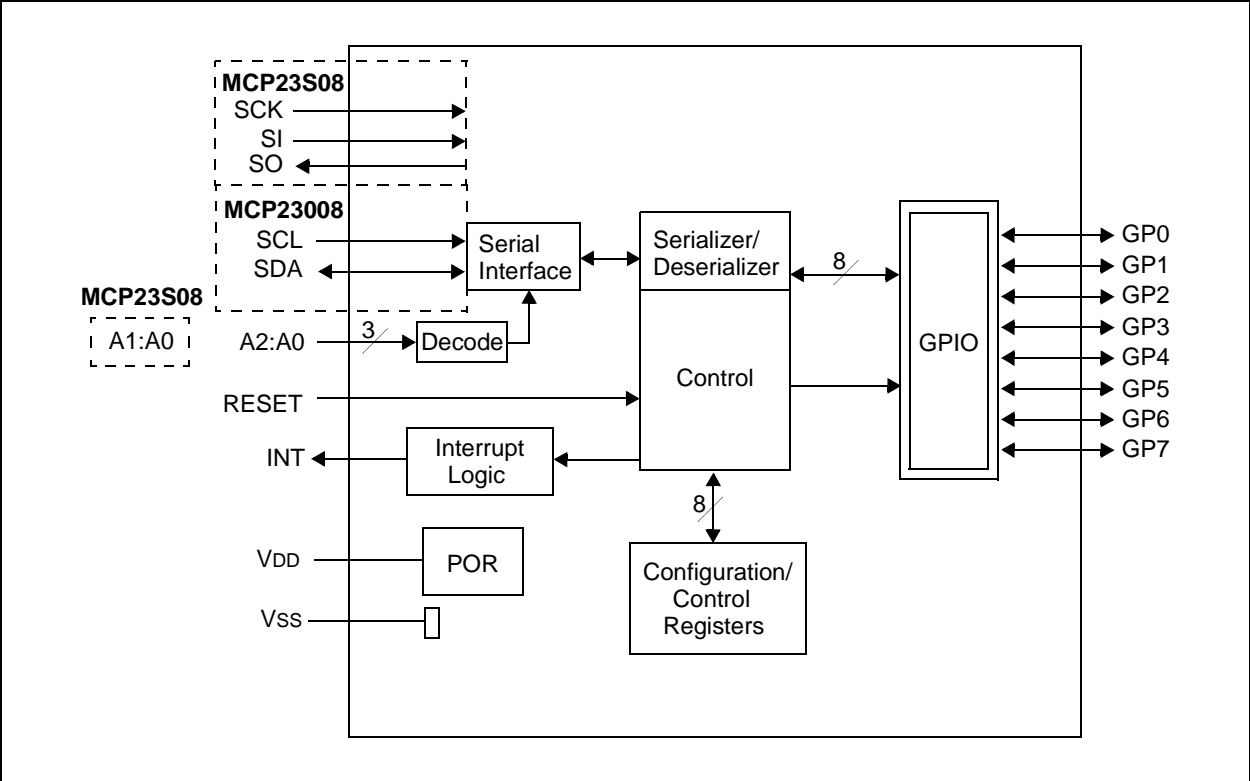 MCP23S08
SCK
SI
SO
MCP23008
SCL
SDA
MCP23S08
A1:A0
A2:A0
3
Decode
RESET
INT
Interrupt
Logic
VDD
POR
VSS
Serial
Interface
Serializer/
Deserializer
Control
8
8
Configuration/
Control
Registers
GPIO
GP0
GP1
GP2
GP3
GP4
GP5
GP6
GP7